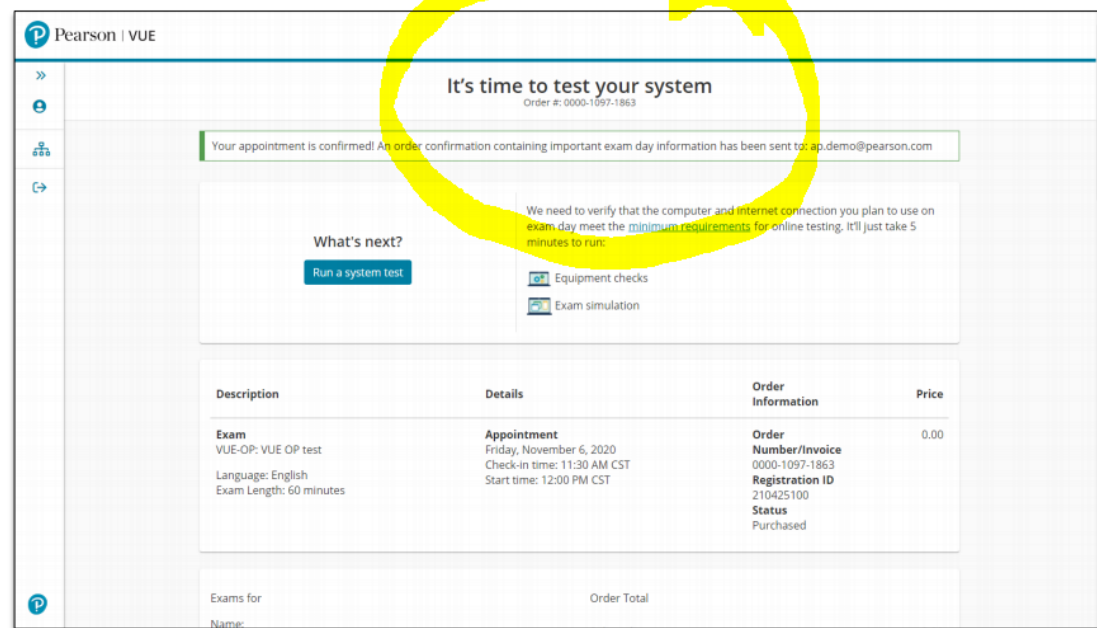 Pearson | VUE
It's time to test your system
Order #: 0000-1097-1863
Your appointment is confirmed! An order confirmation containing important exam day information has been sent to: ap.demo@pearson.com
What's next?
Run a system test
We need to verify that the computer and internet connection you plan to use on
exam day meet the minimum requirements for online testing. It'll just take 5
minutes to run:
Equipment checks
Exam simulation
Description
Details
Order
Information
Price
Exam
VUE-OP: VUE OP test
Language: English
Exam Length: 60 minutes
Appointment
Friday, November 6, 2020
Check-in time: 11:30 AM CST
Start time: 12:00 PM CST
Order
Number/Invoice
0000-1097-1863
Registration ID
210425100
Status
Purchased
0.00
Exams for
Order Total
Name: